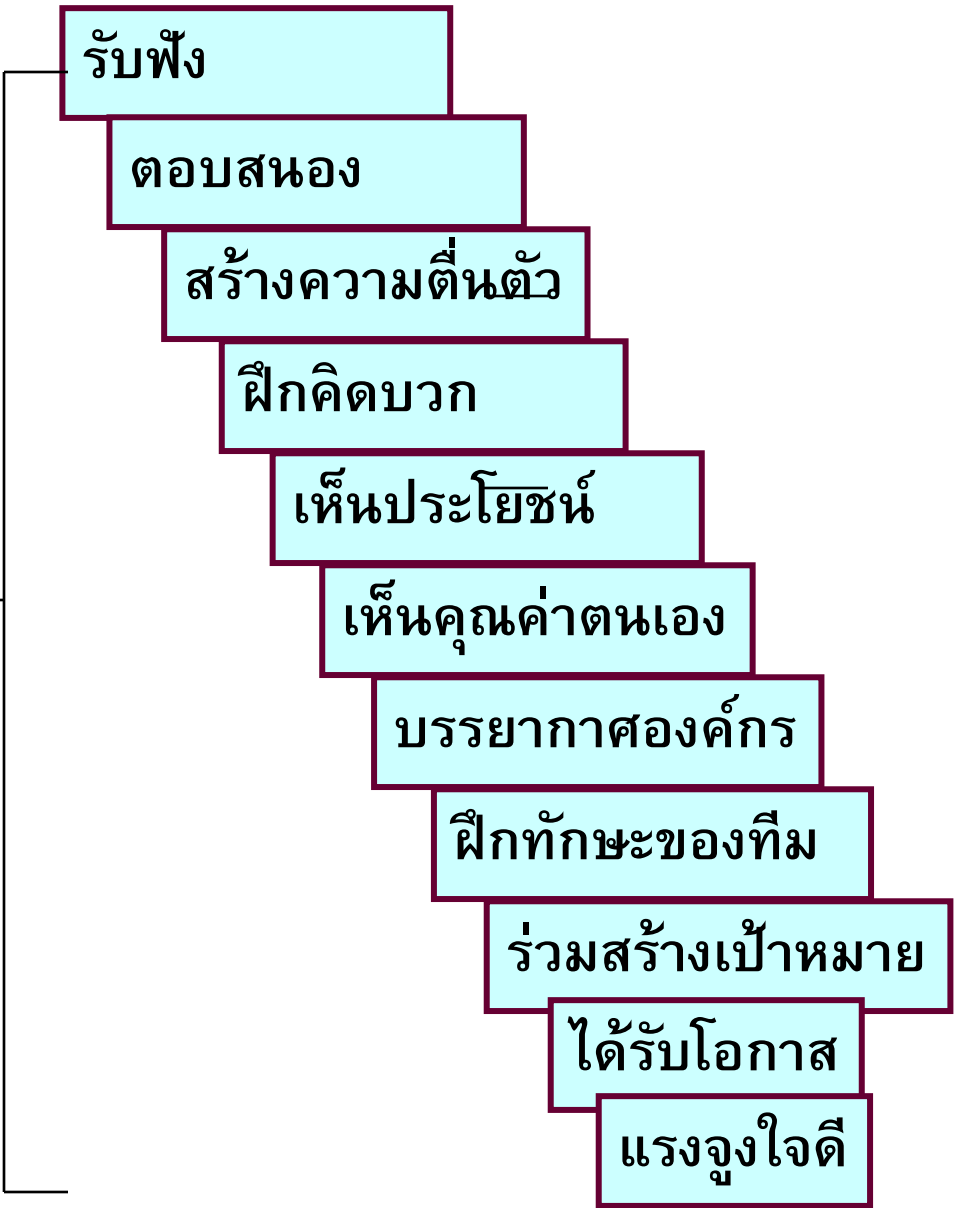 รับฟัง
ตอบสนอง
สร้างความตื่นตัว
ฝึกคิดบวก
เห็นประโยชน์
เห็นคุณค่าตนเอง
บรรยากาศองค์กร
ฝึกทักษะของทีม
ร่วมสร้างเป้าหมาย
ได้รับโอกาส
แรงจูงใจดี